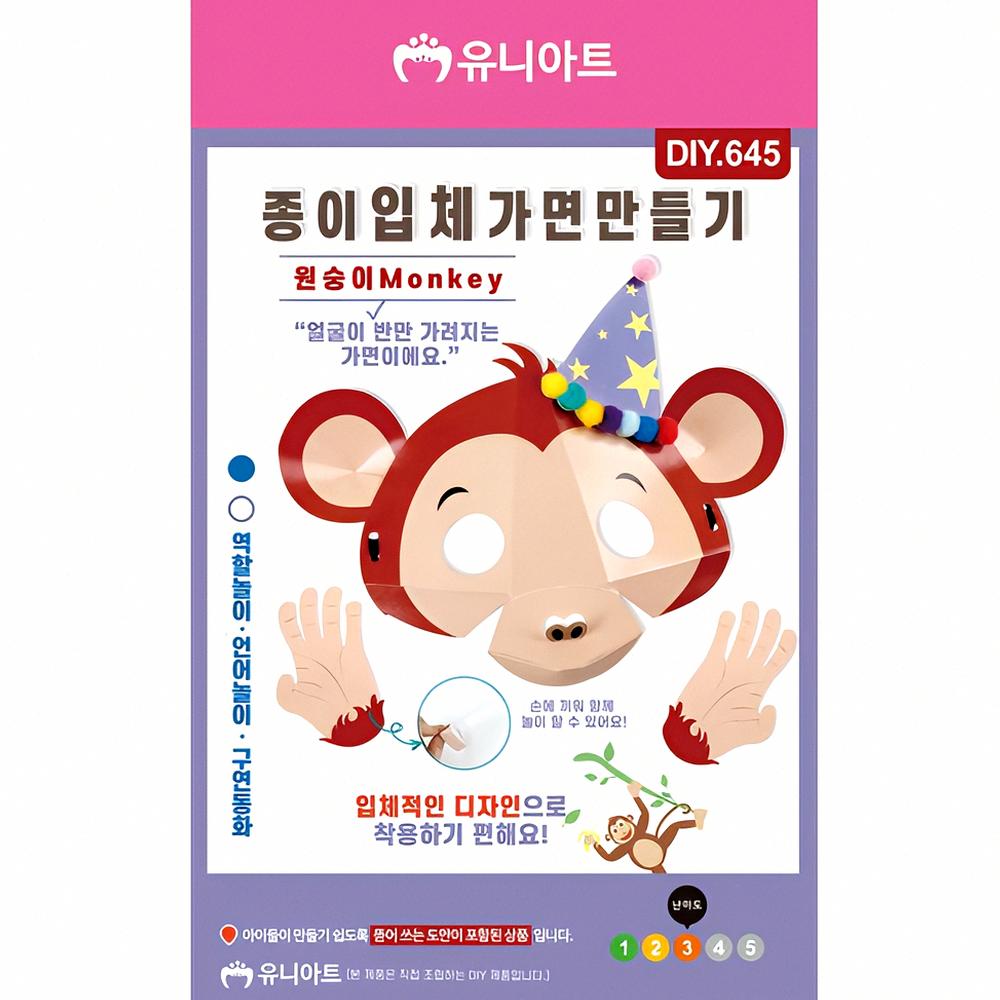 유니아트
DIY.645
종이입체가면만들기
원숭이Monkey
“얼굴이 반만 가려지는
가면이에요.”
역할놀이·언어놀이·구연동화
손에 끼워 함께
놀이 할 수 있어요!
입체적인 디자인으로
착용하기 편해요!
난이도
1 2 3 4 5
아이들이 만들기 쉽도록 뜯어 쓰는 도안이 포함된 상품 입니다.
유니아트 (본 제품은 직접 조립하는 DIY 제품입니다.)